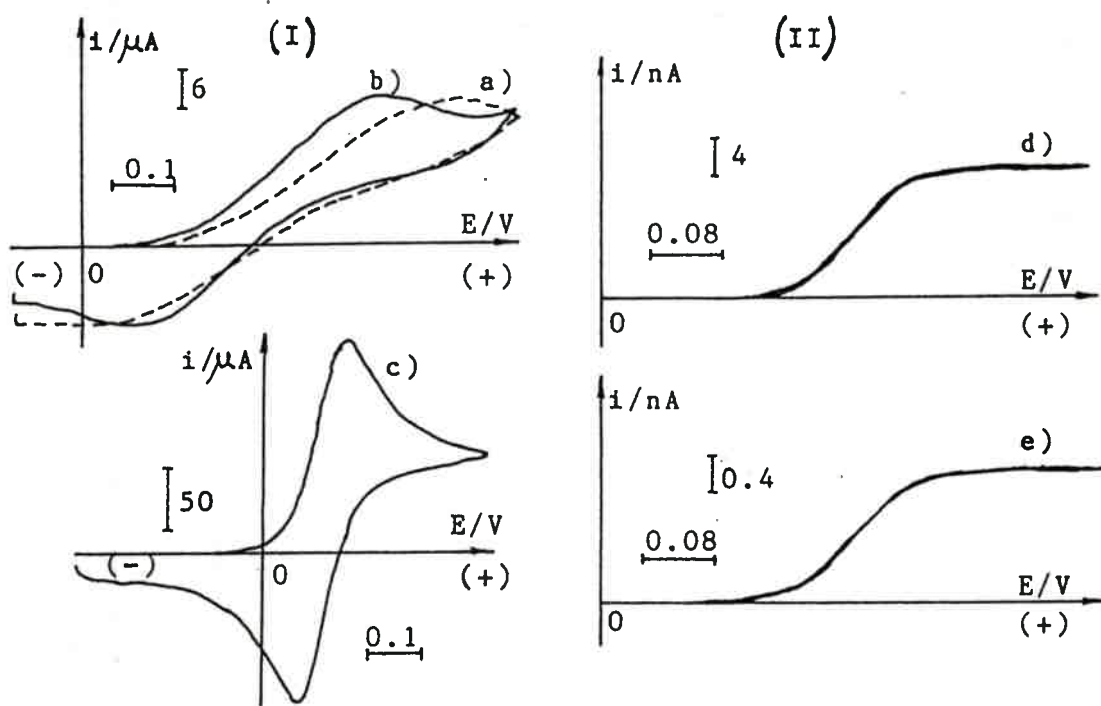 (I)
i/μA
6
b)
a)
0.1
E/V
(-)
0
(+)
i/μA
c)
50
E/V
(-)
0
(+)
0.1
(II)
i/nA
4
d)
0.08
E/V
0
(+)
i/nA
0.4
e)
0.08
E/V
0
(+)